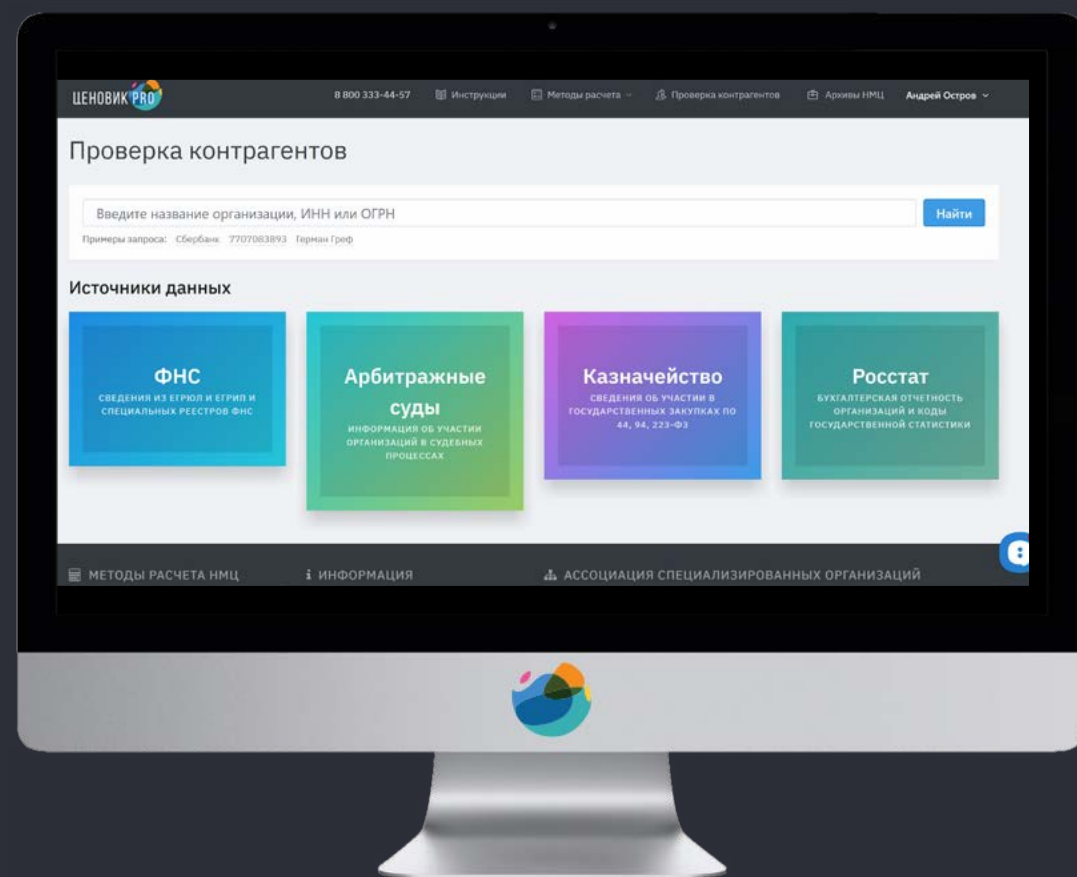 ЦЕНОВИК PRO
8 800 333-44-57
Инструкции
Методы расчета
Проверка контрагентов
Архивы НМЦ
Андрей Остров
Проверка контрагентов
Введите название организации, ИНН или ОГРН
Найти
Примеры запроса: Сбербанк 7707083893 Герман Греф
Источники данных
ФНС
СВЕДЕНИЯ ИЗ ЕГРЮЛ И ЕГРИП И
СПЕЦИАЛЬНЫХ РЕЕСТРОВ ФНС
Арбитражные
суды
ИНФОРМАЦИЯ ОБ УЧАСТИИ
ОРГАНИЗАЦИЙ В СУДЕБНЫХ
ПРОЦЕССАХ
Казначейство
СВЕДЕНИЯ ОБ УЧАСТИИ В
ГОСУДАРСТВЕННЫХ ЗАКУПКАХ ПО
44, 94, 223-ФЗ
Росстат
БУХГАЛТЕРСКАЯ ОТЧЕТНОСТЬ
ОРГАНИЗАЦИЙ И КОДЫ
ГОСУДАРСТВЕННОЙ СТАТИСТИКИ
МЕТОДЫ РАСЧЕТА НМЦ
ИНФОРМАЦИЯ
АССОЦИАЦИЯ СПЕЦИАЛИЗИРОВАННЫХ ОРГАНИЗАЦИЙ